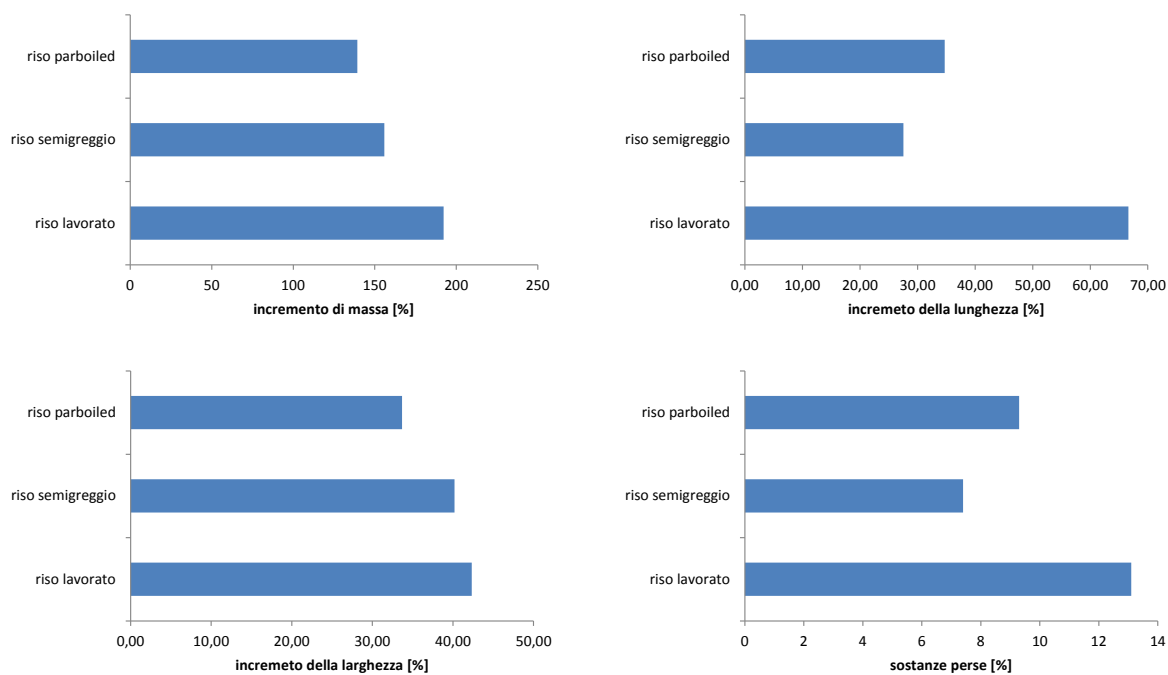 riso parboiled
riso semigreggio
riso lavorato
0 50 100 150 200 250
incremento di massa [%]
riso parboiled
riso semigreggio
riso lavorato
0,00 10,00 20,00 30,00 40,00 50,00 60,00 70,00
incremeto della lunghezza [%]
riso parboiled
riso semigreggio
riso lavorato
0,00 10,00 20,00 30,00 40,00 50,00
incremeto della larghezza [%]
riso parboiled
riso semigreggio
riso lavorato
0 2 4 6 8 10 12 14
sostanze perse [%]